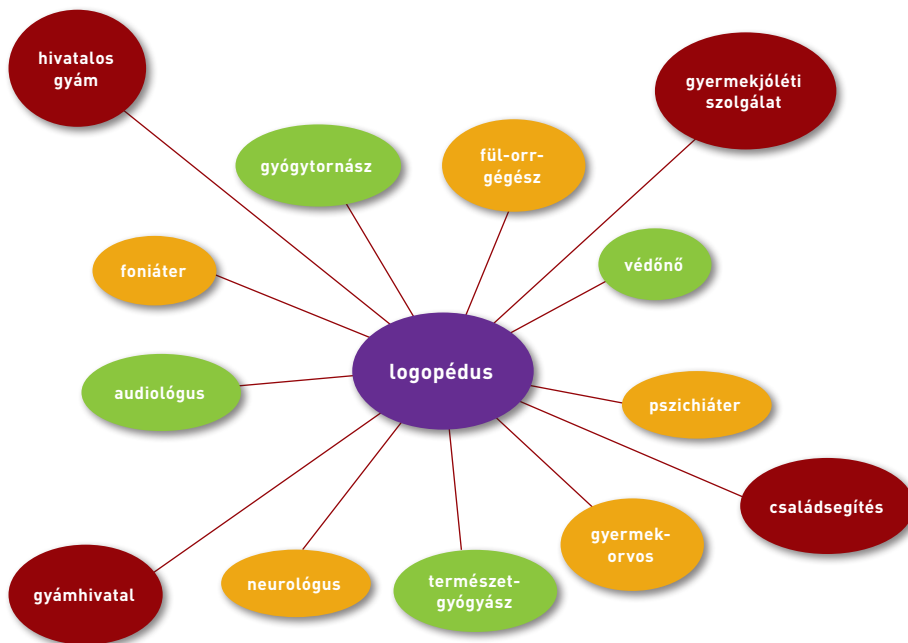 hivatalos
gyám
gyermekjóléti
szolgálat
gyógytornász
fül-orr-
gégész
foniáter
védőnő
logopédus
audiológus
pszichiáter
családsegítés
gyermek-
orvos
neurológus
természet-
gyógyász
gyámhivatal